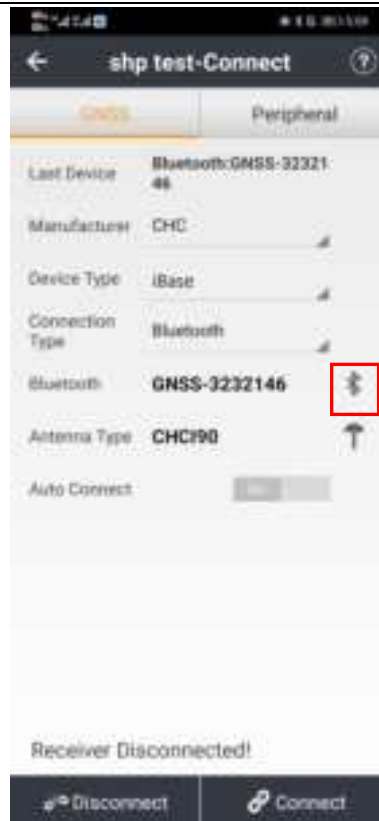 shp test-Connect
GNSS Peripheral
Last Device Bluetooth:GNSS-32321
46
Manufacturer CHC
Device Type iBase
Connection
Type Bluetooth
Bluetooth GNSS-3232146
Antenna Type CHCI90
Auto Connect
Receiver Disconnected!
Disconnect Connect